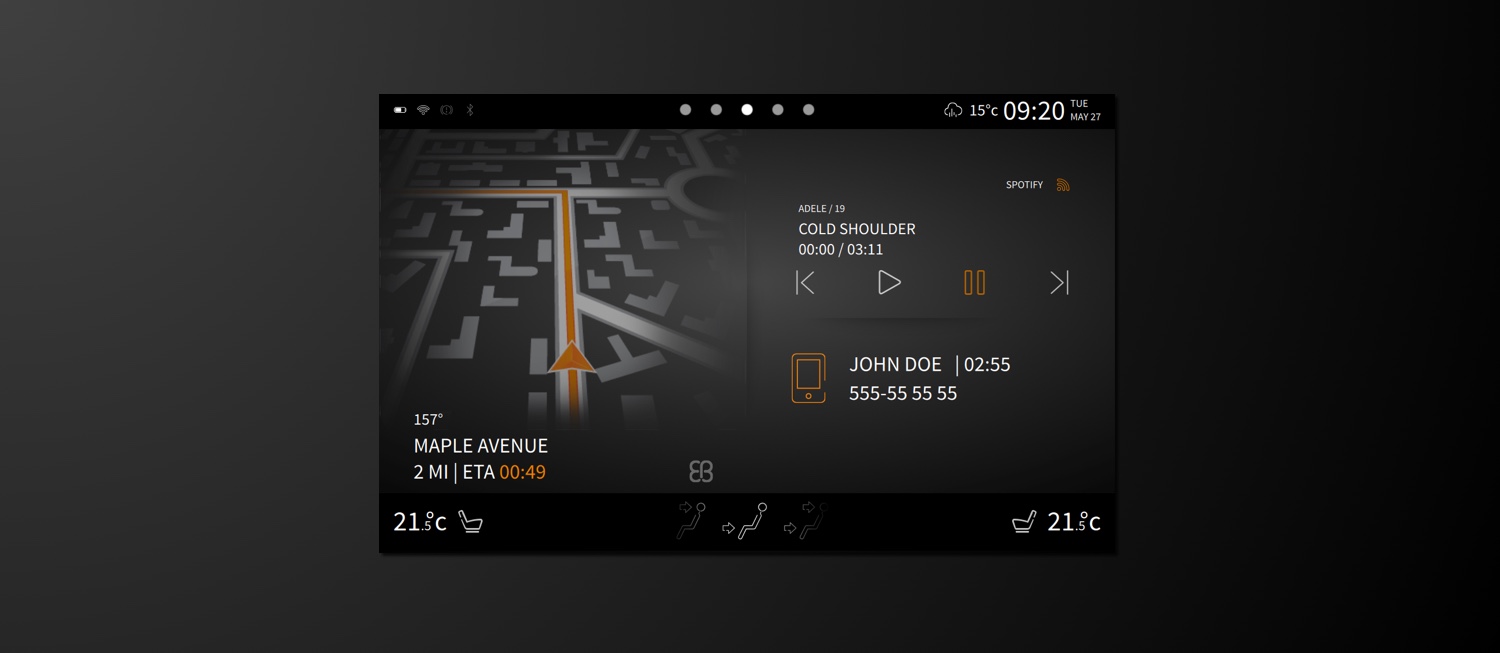 15°c 09:20 TUE
MAY 27
SPOTIFY
ADELE / 19
COLD SHOULDER
00:00 / 03:11
JOHN DOE | 02:55
555-55 55 55
157°
MAPLE AVENUE
2 MI | ETA 00:49
EB
21.5°c
21.5°c